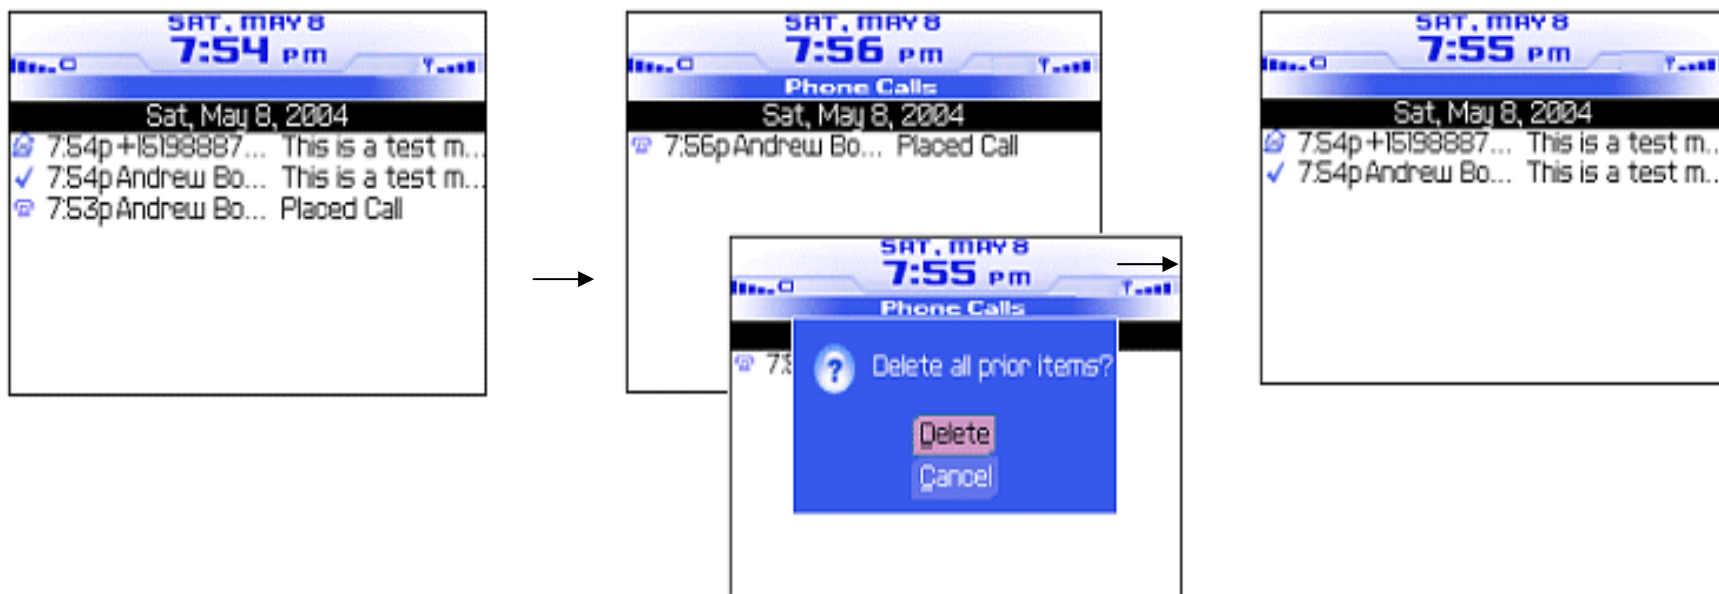 SAT, MAY 8
7:54 PM
Sat, May 8, 2004
7:54p +15198887... This is a test m...
7:54p Andrew Bo... This is a test m...
7:53p Andrew Bo... Placed Call
SAT, MAY 8
7:56 PM
Phone Calls
Sat, May 8, 2004
7:56p Andrew Bo... Placed Call
SAT, MAY 8
7:55 PM
Phone Calls
? Delete all prior items?
Delete
Cancel
SAT, MAY 8
7:55 PM
Sat, May 8, 2004
7:54p +15198887... This is a test m...
7:54p Andrew Bo... This is a test m...